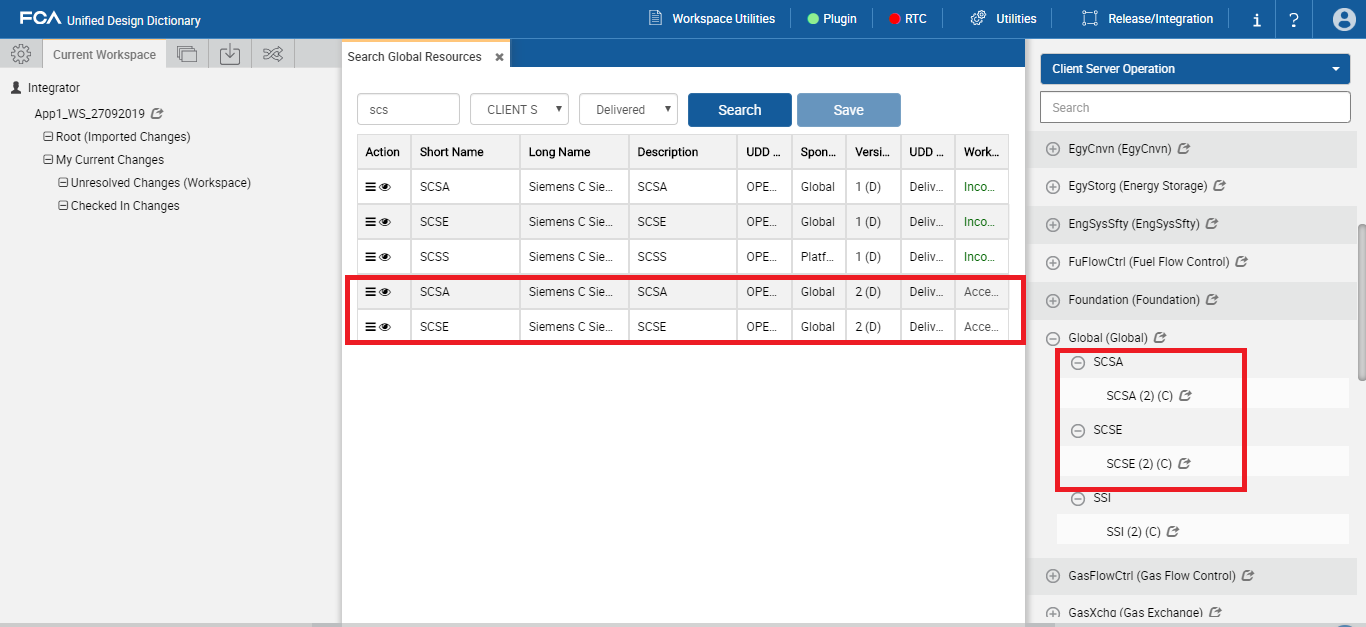 FCA Unified Design Dictionary
Workspace Utilities Plugin RTC Utilities Release/Integration i ?
Current Workspace
Integrator
App1_WS_27092019
Root (Imported Changes)
My Current Changes
Unresolved Changes (Workspace)
Checked In Changes
Search Global Resources
scs CLIENT S Delivered Search Save
Action Short Name Long Name Description UDD ... Spon... Versi... UDD ... Work...
SCSA Siemens C Sie... SCSA OPE... Global 1 (D) Deliv... Inco...
SCSE Siemens C Sie... SCSE OPE... Global 1 (D) Deliv... Inco...
SCSS Siemens C Sie... SCSS OPE... Platf... 1 (D) Deliv... Inco...
SCSA Siemens C Sie... SCSA OPE... Global 2 (D) Deliv... Acce...
SCSE Siemens C Sie... SCSE OPE... Global 2 (D) Deliv... Acce...
Client Server Operation
Search
EgyCnvn (EgyCnvn)
EgyStorg (Energy Storage)
EngSysSfty (EngSysSfty)
FuFlowCtrl (Fuel Flow Control)
Foundation (Foundation)
Global (Global)
SCSA
SCSA (2) (C)
SCSE
SCSE (2) (C)
SSI
SSI (2) (C)
GasFlowCtrl (Gas Flow Control)
GasXchg (Gas Exchange)